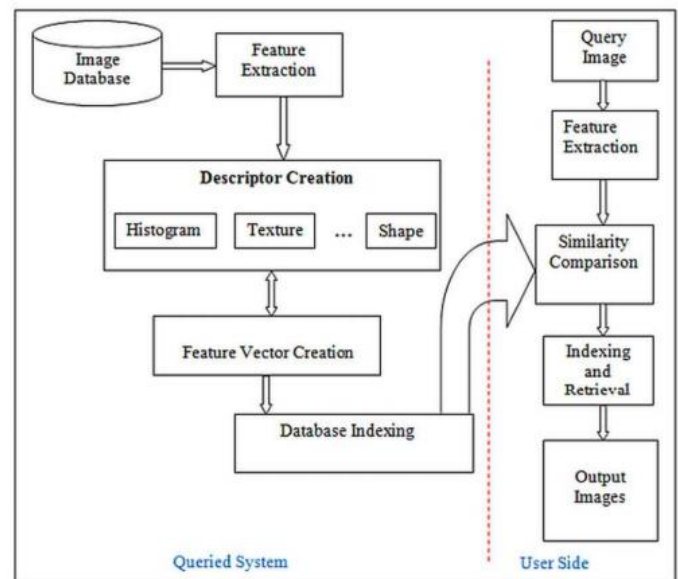 Image
Database
Feature
Extraction
Descriptor Creation
Histogram
Texture
...
Shape
Feature Vector Creation
Database Indexing
Queried System
Query
Image
Feature
Extraction
Similarity
Comparison
Indexing
and
Retrieval
Output
Images
User Side